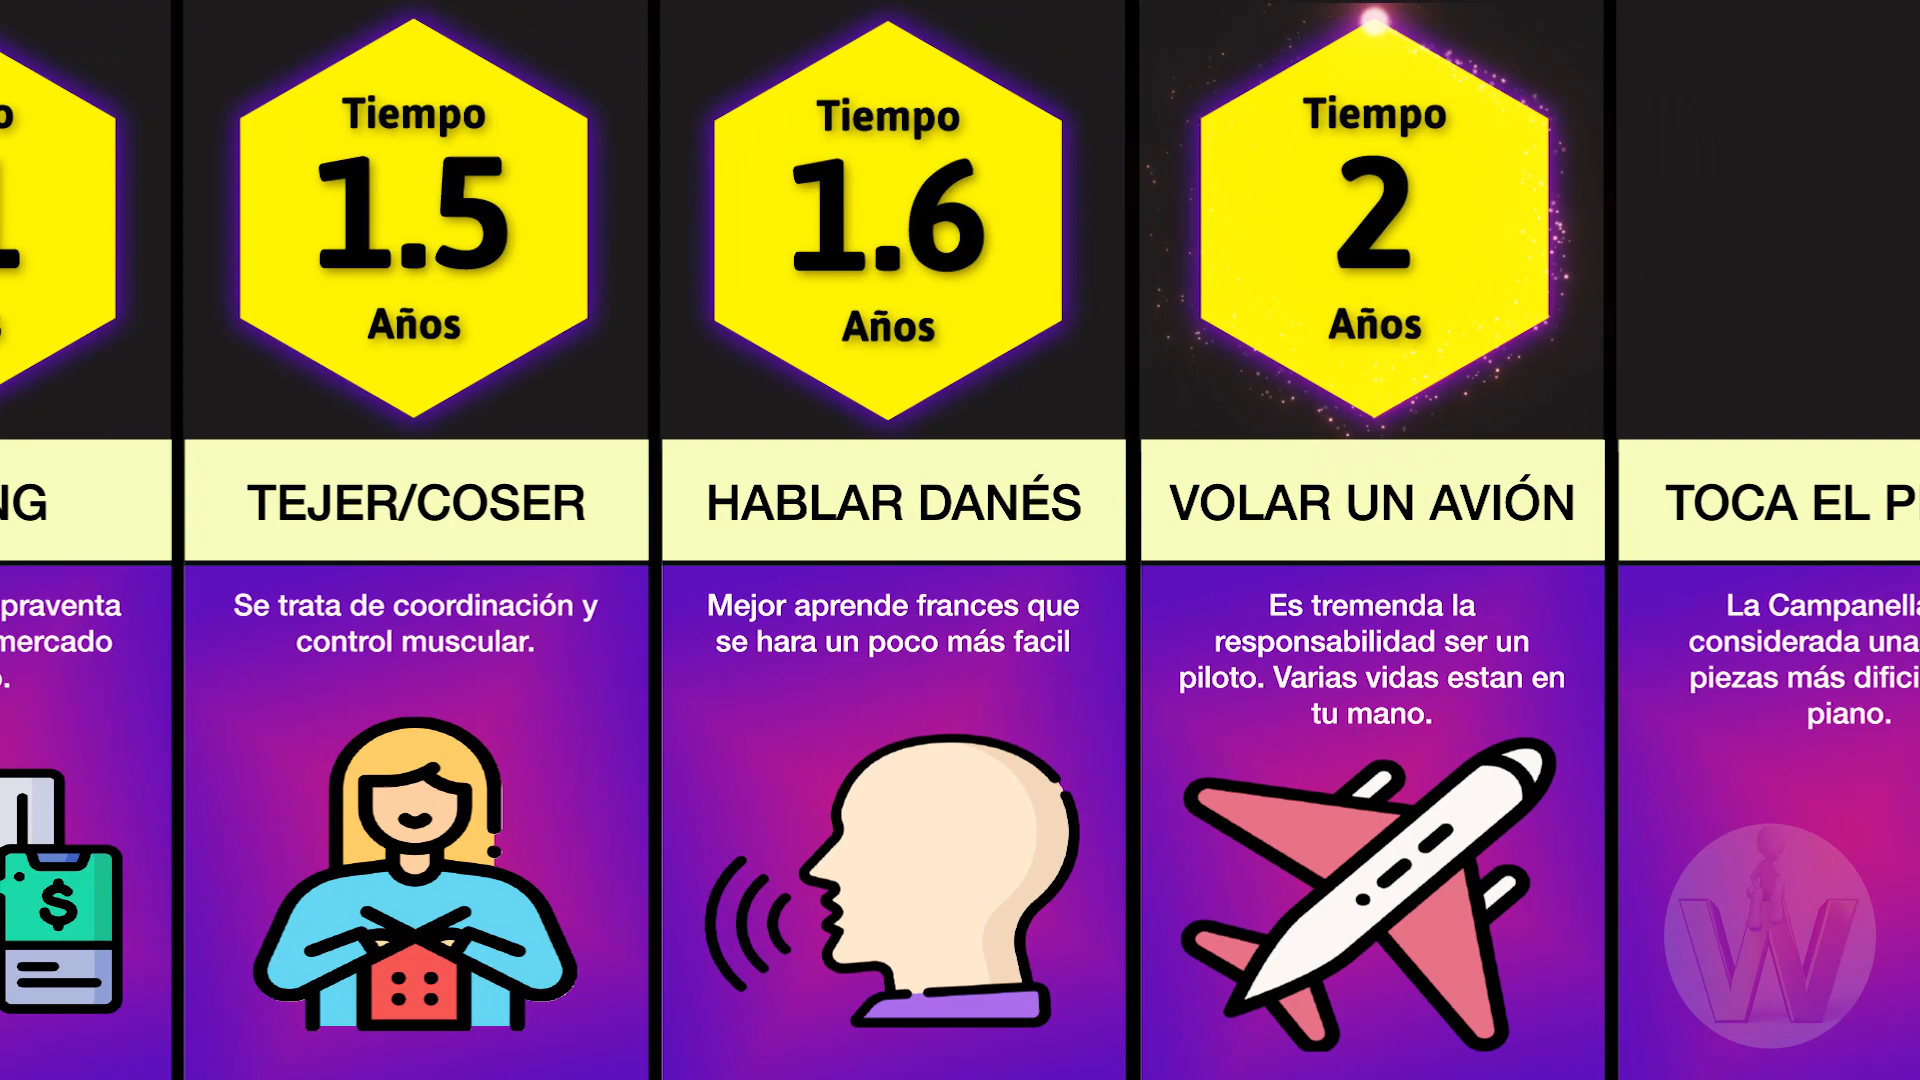 Tiempo
1.5
Años
TEJER/COSER
Se trata de coordinación y
control muscular.
Tiempo
1.6
Años
HABLAR DANÉS
Mejor aprende frances que
se hara un poco más facil
Tiempo
2
Años
VOLAR UN AVIÓN
Es tremenda la
responsabilidad ser un
piloto. Varias vidas estan en
tu mano.
TOCA EL P
La Campanella
considerada una
piezas más difici
piano.
praventa
mercado
$
W